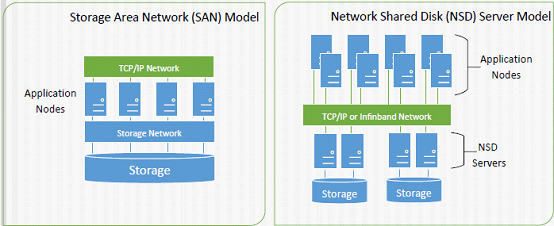 Storage Area Network (SAN) Model
TCP/IP Network
Application
Nodes
Storage Network
Storage
Network Shared Disk (NSD) Server Model
Application
Nodes
TCP/IP or Infinband Network
NSD
Servers
Storage
Storage